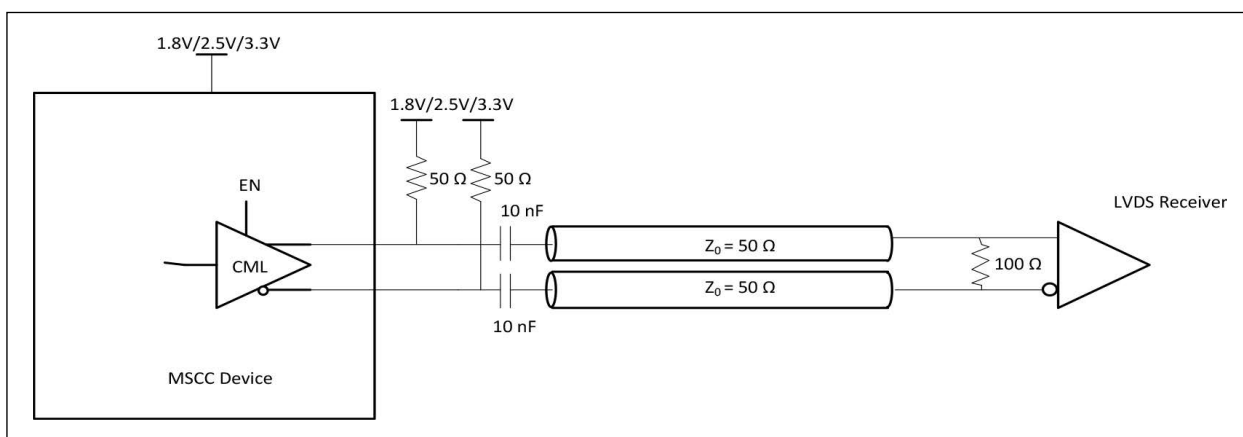 1.8V/2.5V/3.3V
1.8V/2.5V/3.3V
50 Ω
50 Ω
EN
10 nF
LVDS Receiver
CML
Z₀ = 50 Ω
100 Ω
Z₀ = 50 Ω
10 nF
MSCC Device